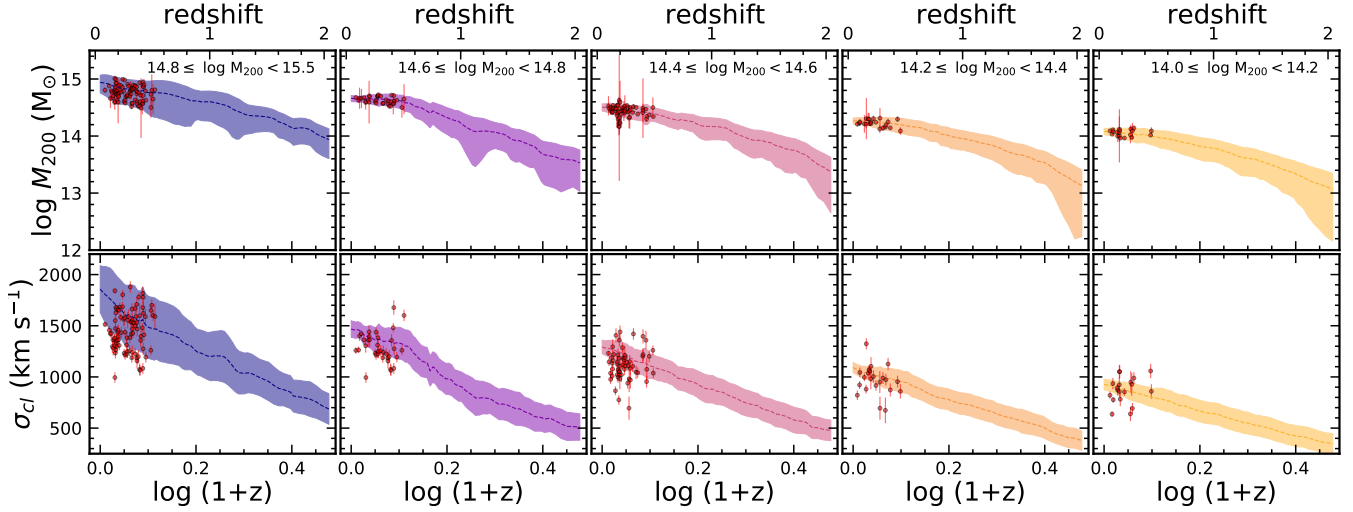 redshift redshift redshift redshift redshift
0 1 2 0 1 2 0 1 2 0 1 2 0 1 2
14.8 ≤ log M₂₀₀ < 15.5 14.6 ≤ log M₂₀₀ < 14.8 14.4 ≤ log M₂₀₀ < 14.6 14.2 ≤ log M₂₀₀ < 14.4 14.0 ≤ log M₂₀₀ < 14.2
log M₂₀₀ (M⊙)
15
14
13
12
σcl (km s⁻¹)
2000
1500
1000
500
0.0 0.2 0.4 0.0 0.2 0.4 0.0 0.2 0.4 0.0 0.2 0.4 0.0 0.2 0.4
log (1+z) log (1+z) log (1+z) log (1+z) log (1+z)